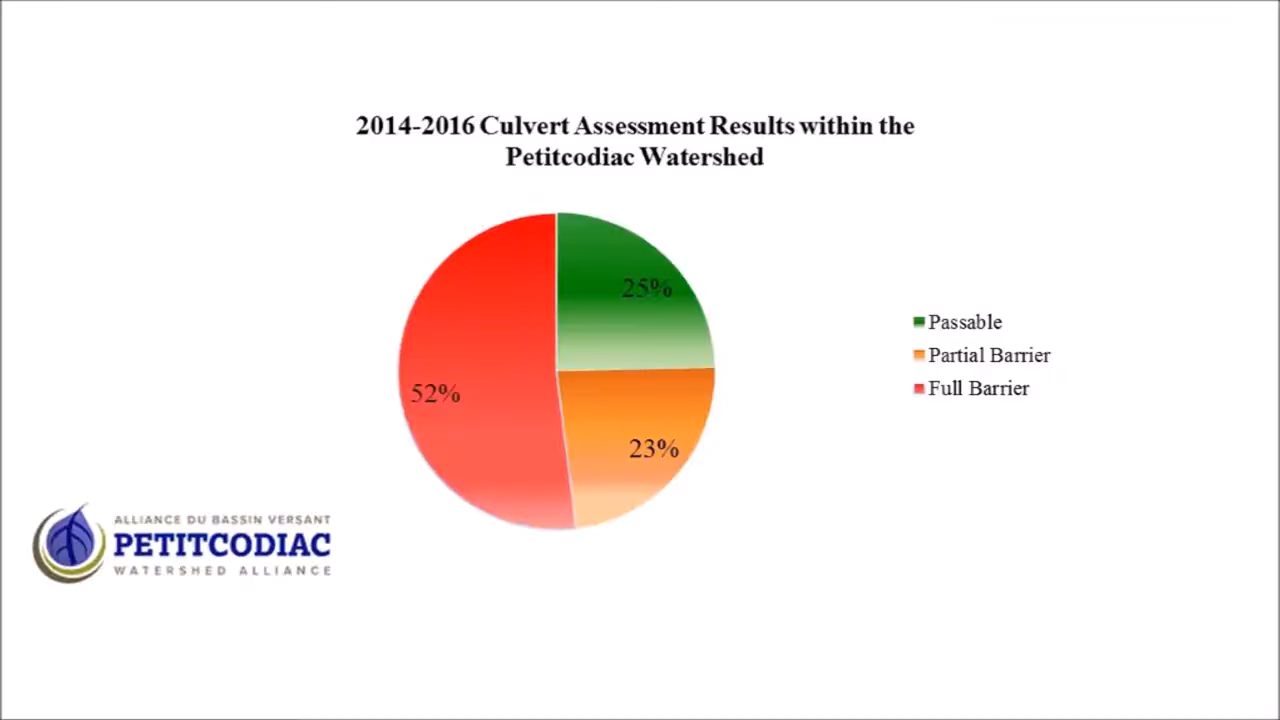 2014-2016 Culvert Assessment Results within the
Petitcodiac Watershed
25%
52%
23%
Passable
Partial Barrier
Full Barrier
ALLIANCE DU BASSIN VERSANT
PETITCODIAC
WATERSHED ALLIANCE